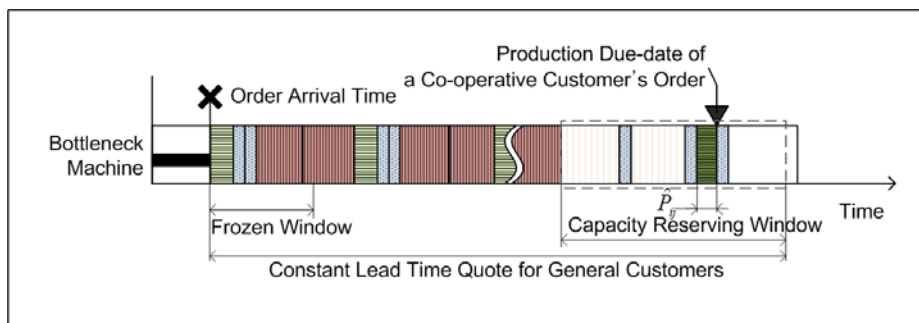 Production Due-date of
a Co-operative Customer's Order
Order Arrival Time
Bottleneck
Machine
P̂ij
Time
Frozen Window
Capacity Reserving Window
Constant Lead Time Quote for General Customers